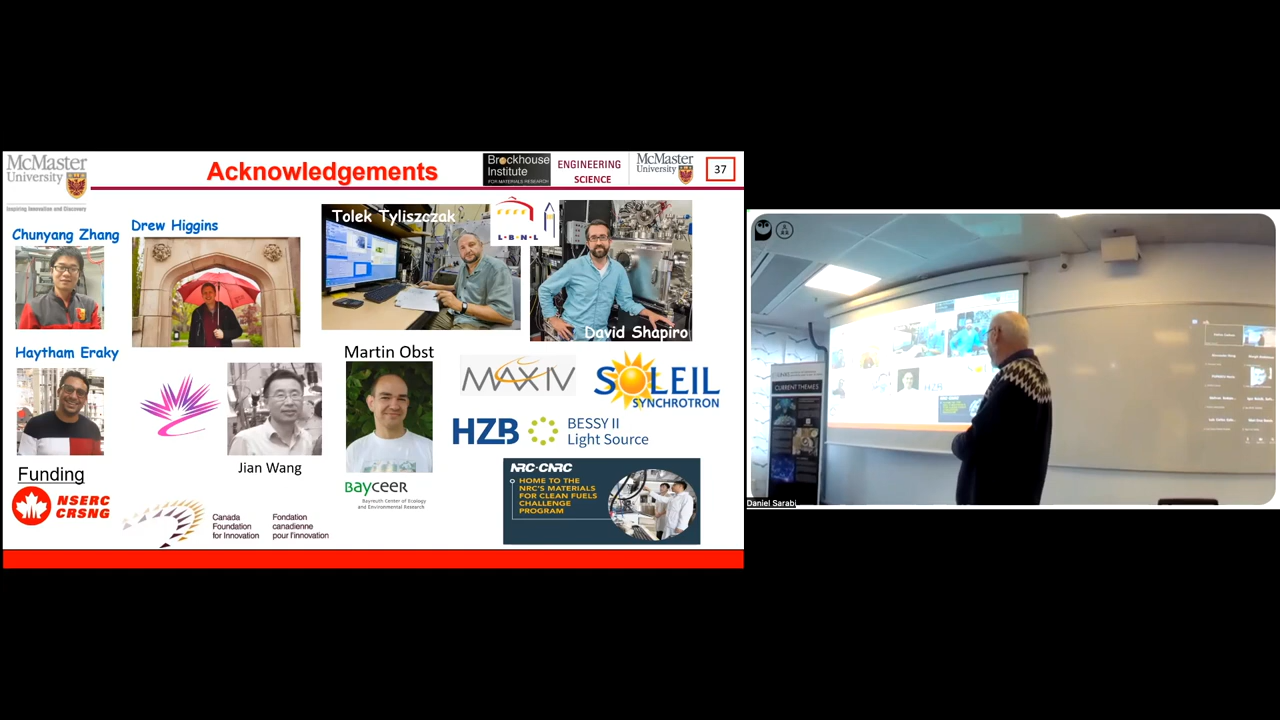 McMaster
University
Inspiring Innovation and Discovery
Acknowledgements
Brockhouse
Institute
FOR MATERIALS RESEARCH
ENGINEERING
SCIENCE
McMaster
University
37
Chunyang Zhang
Drew Higgins
Tolek Tyliszczak
L·B·N·L
David Shapiro
Haytham Eraky
Jian Wang
Martin Obst
BAYCEER
Bayreuth Center of Ecology
and Environmental Research
MAXIV
SOLEIL
SYNCHROTRON
HZB
BESSY II
Light Source
NRC·CNRC
HOME TO THE
NRC'S MATERIALS
FOR CLEAN FUELS
CHALLENGE
PROGRAM
Funding
NSERC
CRSNG
Canada
Foundation
for Innovation
Fondation
canadienne
pour l'innovation
CURRENT THEMES
HZB
Daniel Sarabi